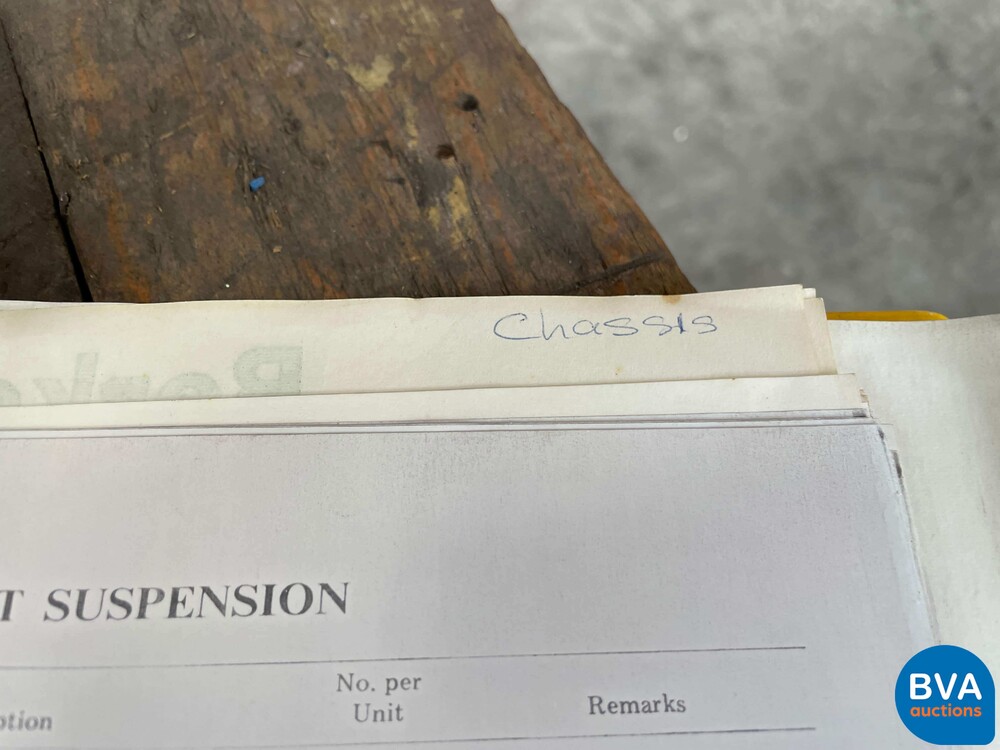 Chassis
T SUSPENSION
No. per
Unit
Remarks
ption
BVA
auctions